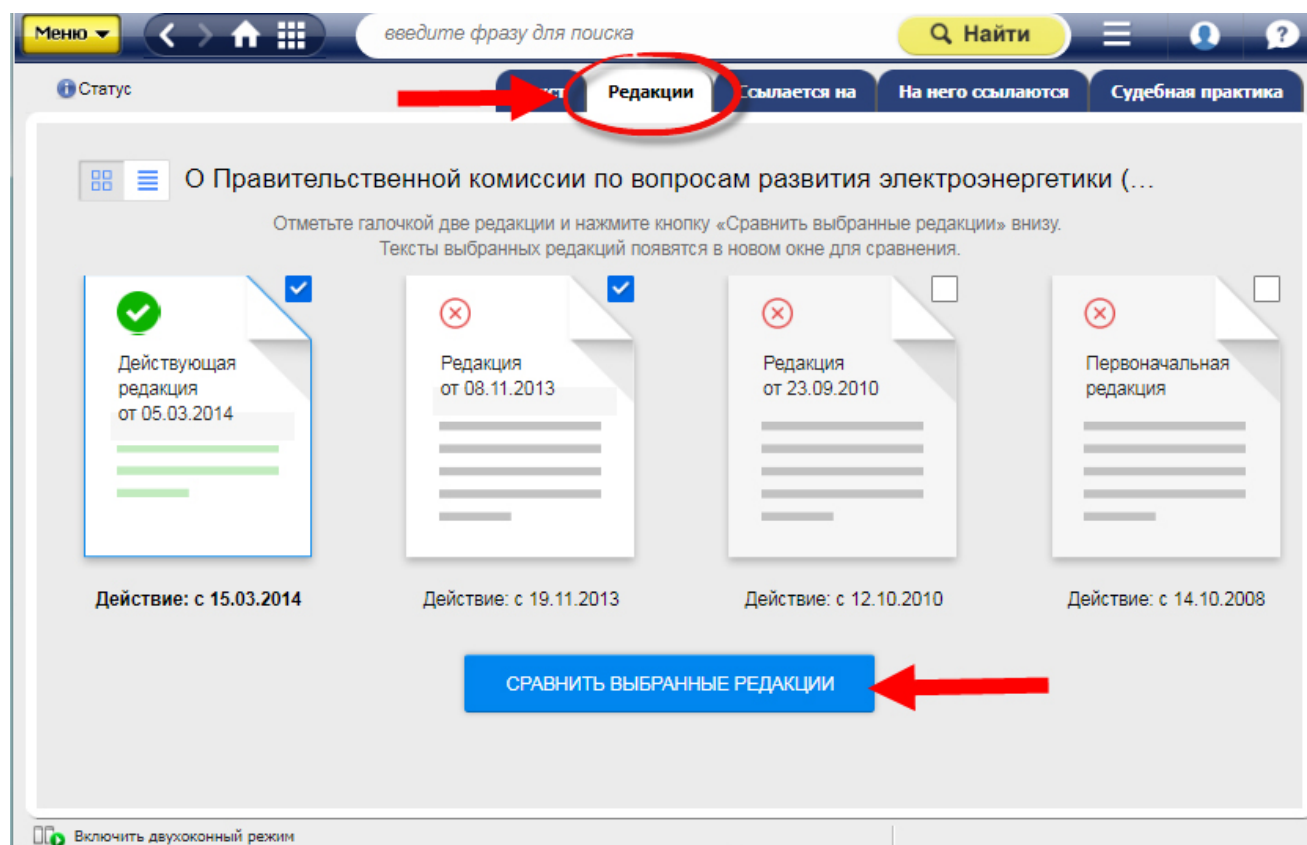 Меню
введите фразу для поиска
Найти
?
Статус
Редакции
Ссылается на
На него ссылаются
Судебная практика
О Правительственной комиссии по вопросам развития электроэнергетики (...
Отметьте галочкой две редакции и нажмите кнопку «Сравнить выбранные редакции» внизу.
Тексты выбранных редакций появятся в новом окне для сравнения.
Действующая
редакция
от 05.03.2014
Редакция
от 08.11.2013
Редакция
от 23.09.2010
Первоначальная
редакция
Действие: с 15.03.2014
Действие: с 19.11.2013
Действие: с 12.10.2010
Действие: с 14.10.2008
СРАВНИТЬ ВЫБРАННЫЕ РЕДАКЦИИ
Включить двухоконный режим